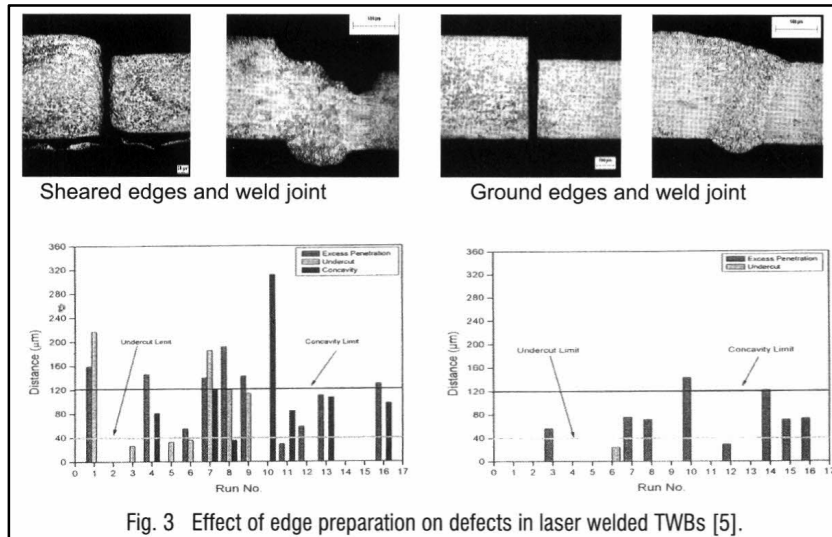 Sheared edges and weld joint
Ground edges and weld joint
360
320
280
240
200
160
120
80
40
0
Distance (µm)
Excess Penetration
Undercut
Concevity
Undercut Limit
Concavity Limit
0 1 2 3 4 5 6 7 8 9 10 11 12 13 14 15 16 17
Run No.
360
320
280
240
200
160
120
80
40
0
Distance (µm)
Excess Penetration
Undercut
Undercut Limit
Concavity Limit
0 1 2 3 4 5 6 7 8 9 10 11 12 13 14 15 16 17
Run No.
Fig. 3 Effect of edge preparation on defects in laser welded TWBs [5].